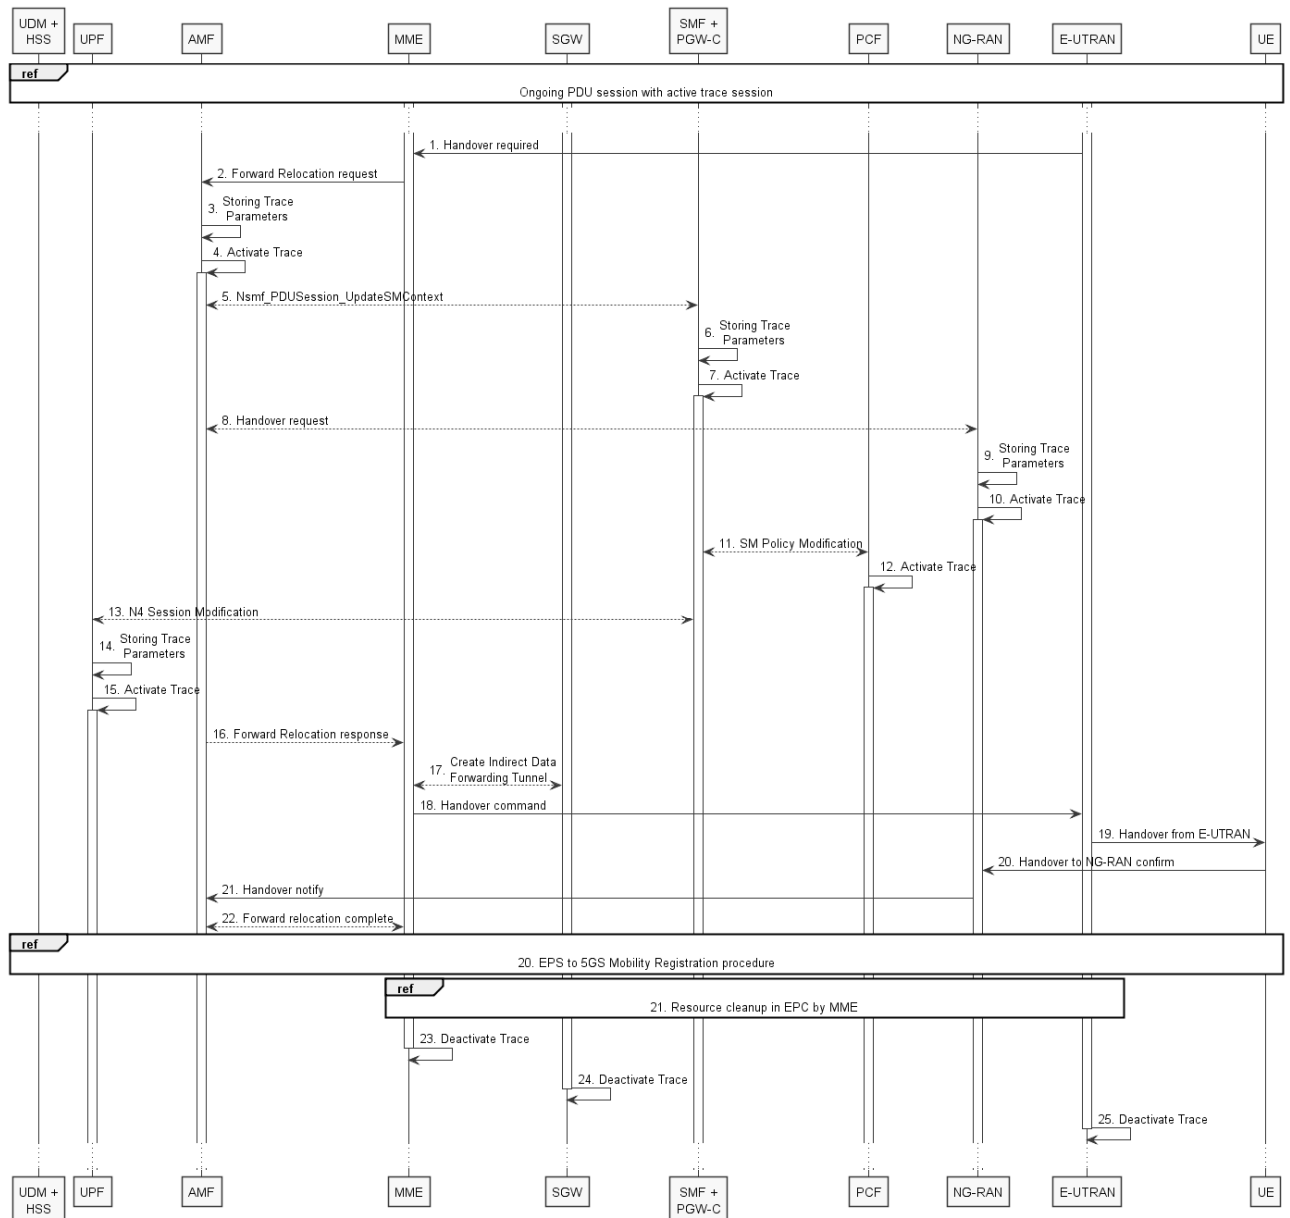 UDM +
HSS
UPF
AMF
MME
SGW
SMF +
PGW-C
PCF
NG-RAN
E-UTRAN
UE
ref
Ongoing PDU session with active trace session
1. Handover required
2. Forward Relocation request
3. Storing Trace
Parameters
4. Activate Trace
5. Nsmf_PDUSession_UpdateSMContext
6. Storing Trace
Parameters
7. Activate Trace
8. Handover request
9. Storing Trace
Parameters
10. Activate Trace
11. SM Policy Modification
12. Activate Trace
13. N4 Session Modification
14. Storing Trace
Parameters
15. Activate Trace
16. Forward Relocation response
17. Create Indirect Data
Forwarding Tunnel
18. Handover command
19. Handover from E-UTRAN
20. Handover to NG-RAN confirm
21. Handover notify
22. Forward relocation complete
ref
20. EPS to 5GS Mobility Registration procedure
ref
21. Resource cleanup in EPC by MME
23. Deactivate Trace
24. Deactivate Trace
25. Deactivate Trace
UDM +
HSS
UPF
AMF
MME
SGW
SMF +
PGW-C
PCF
NG-RAN
E-UTRAN
UE